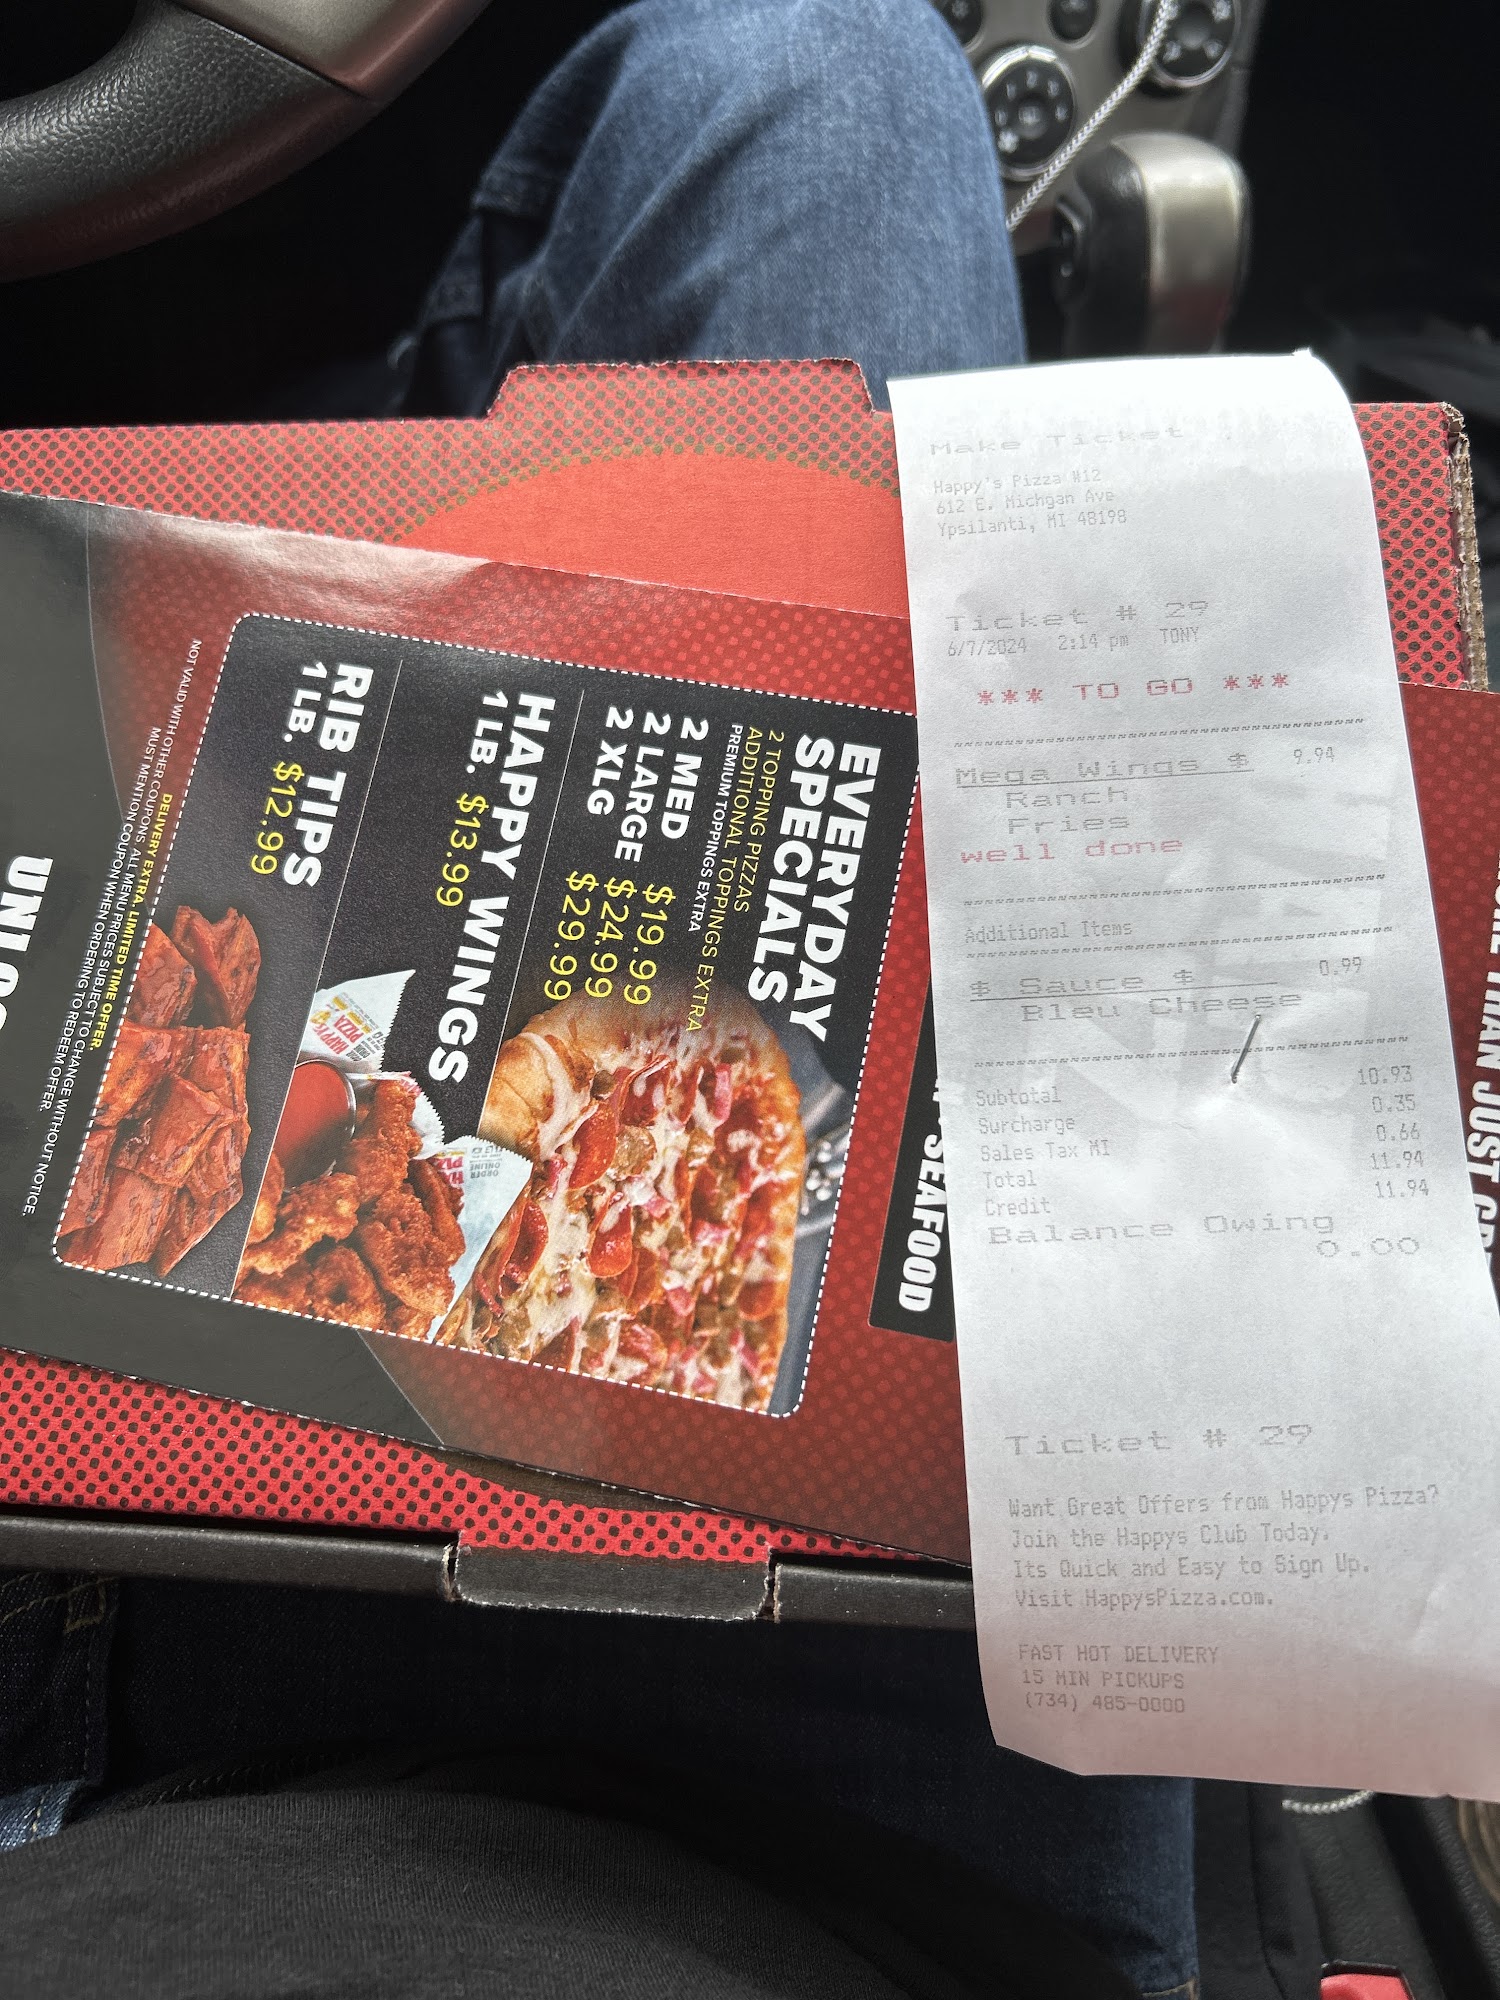 Make Ticket
Happy's Pizza #12
612 E. Michgan Ave
Ypsilanti, MI 48198
Ticket # 29
6/7/2024 2:14 pm TONY
*** TO GO ***
Mega Wings $ 9.94
Ranch
Fries
well done
Additional Items
$ Sauce $ 0.99
Bleu Cheese
Subtotal 10.93
Surcharge 0.35
Sales Tax MI 0.66
Total 11.94
Credit 11.94
Balance Owing
0.00
Ticket # 29
Want Great Offers from Happys Pizza?
Join the Happys Club Today.
Its Quick and Easy to Sign Up.
Visit HappysPizza.com.
FAST HOT DELIVERY
15 MIN PICKUPS
(734) 485-0000
EVERYDAY
SPECIALS
2 TOPPING PIZZAS
ADDITIONAL TOPPINGS EXTRA
PREMIUM TOPPINGS EXTRA
2 MED $19.99
2 LARGE $24.99
2 XLG $29.99
HAPPY WINGS
1 LB. $13.99
RIB TIPS
1 LB. $12.99
NOT VALID WITH OTHER COUPONS. ALL MENU PRICES SUBJECT TO CHANGE WITHOUT NOTICE.
MUST MENTION COUPON WHEN ORDERING TO REDEEM OFFER.
DELIVERY EXTRA. LIMITED TIME OFFER.
SEAFOOD
THAN JUST
HAPPY'S
PIZZA
ORDER
ONLINE